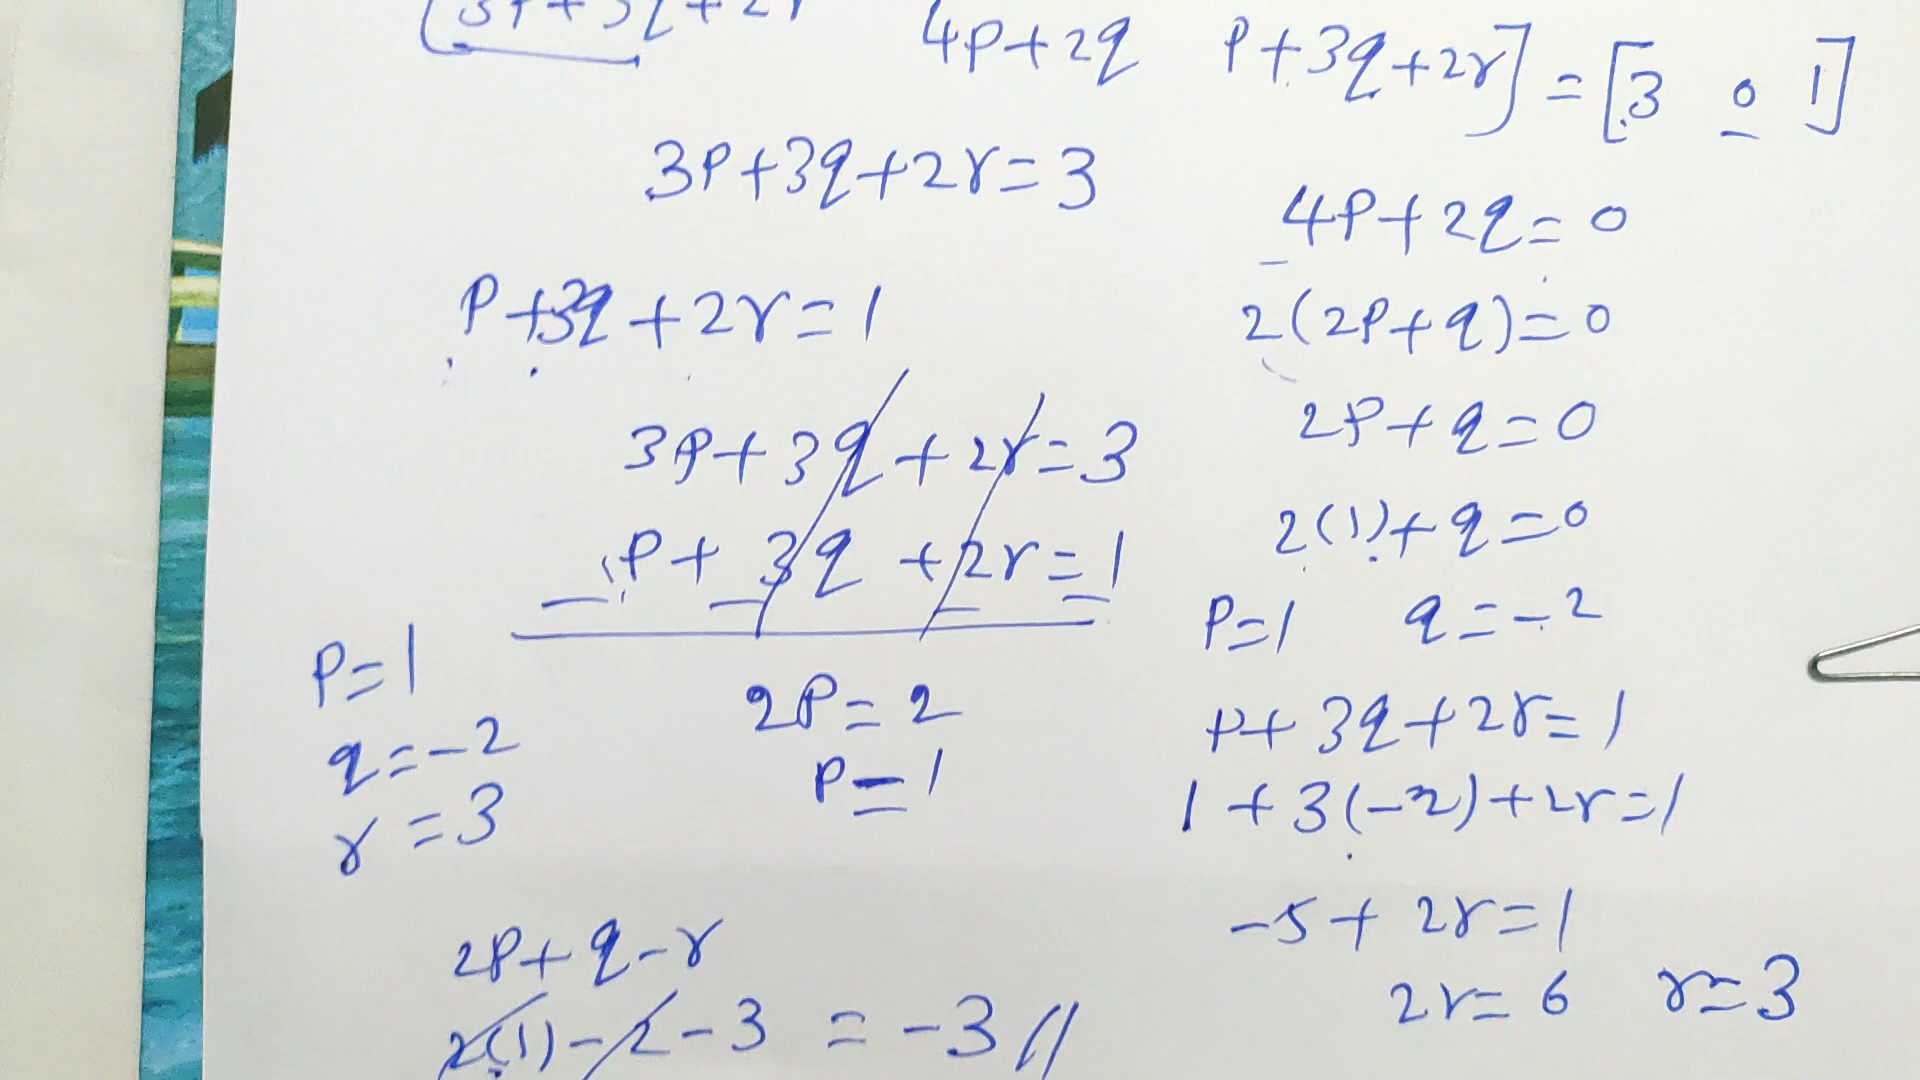 [3P+3q+2r 4P+2q P+3q+2r] = [3 0 1]
3P+3q+2r=3
P+3q+2r=1
3P+3q+2r=3
P+3q+2r=1
2P=2
P=1
P=1
q=-2
r=3
2P+q-r
2(1)-2-3 = -3 //
4P+2q=0
2(2P+q)=0
2P+q=0
2(1)+q=0
P=1 q=-2
P+3q+2r=1
1+3(-2)+2r=1
-5+2r=1
2r=6 r=3